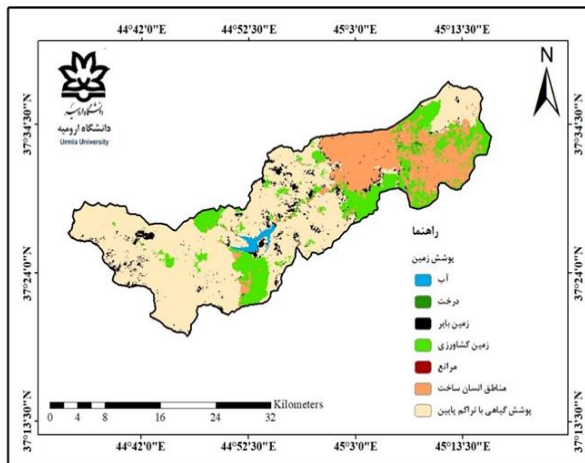 44°42'0"E 44°52'30"E 45°3'0"E 45°13'30"E
37°34'30"N
37°24'0"N
37°13'30"N
دانشگاه ارومیه
Urmia University
N
37°34'30"N
37°24'0"N
37°13'30"N
راهنما
پوشش زمین
آب
درخت
زمین بایر
زمین کشاورزی
مراتع
مناطق انسان ساخت
پوشش گیاهی با تراکم پایین
Kilometers
0 4 8 16 24 32
44°42'0"E 44°52'30"E 45°3'0"E 45°13'30"E